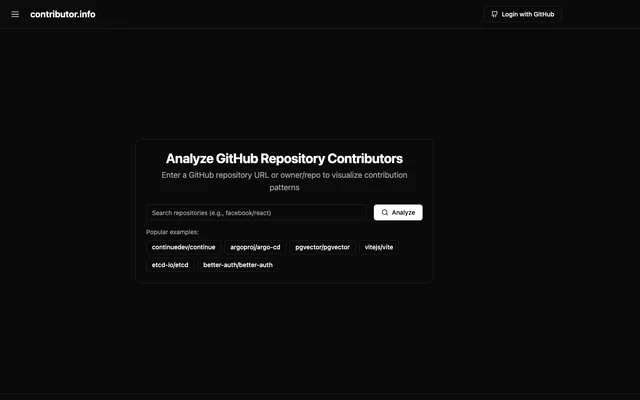 contributor.info
Login with GitHub
Analyze GitHub Repository Contributors
Enter a GitHub repository URL or owner/repo to visualize contribution
patterns
Search repositories (e.g., facebook/react)
Analyze
Popular examples:
continuedev/continue
argoproj/argo-cd
pgvector/pgvector
vitejs/vite
etcd-io/etcd
better-auth/better-auth